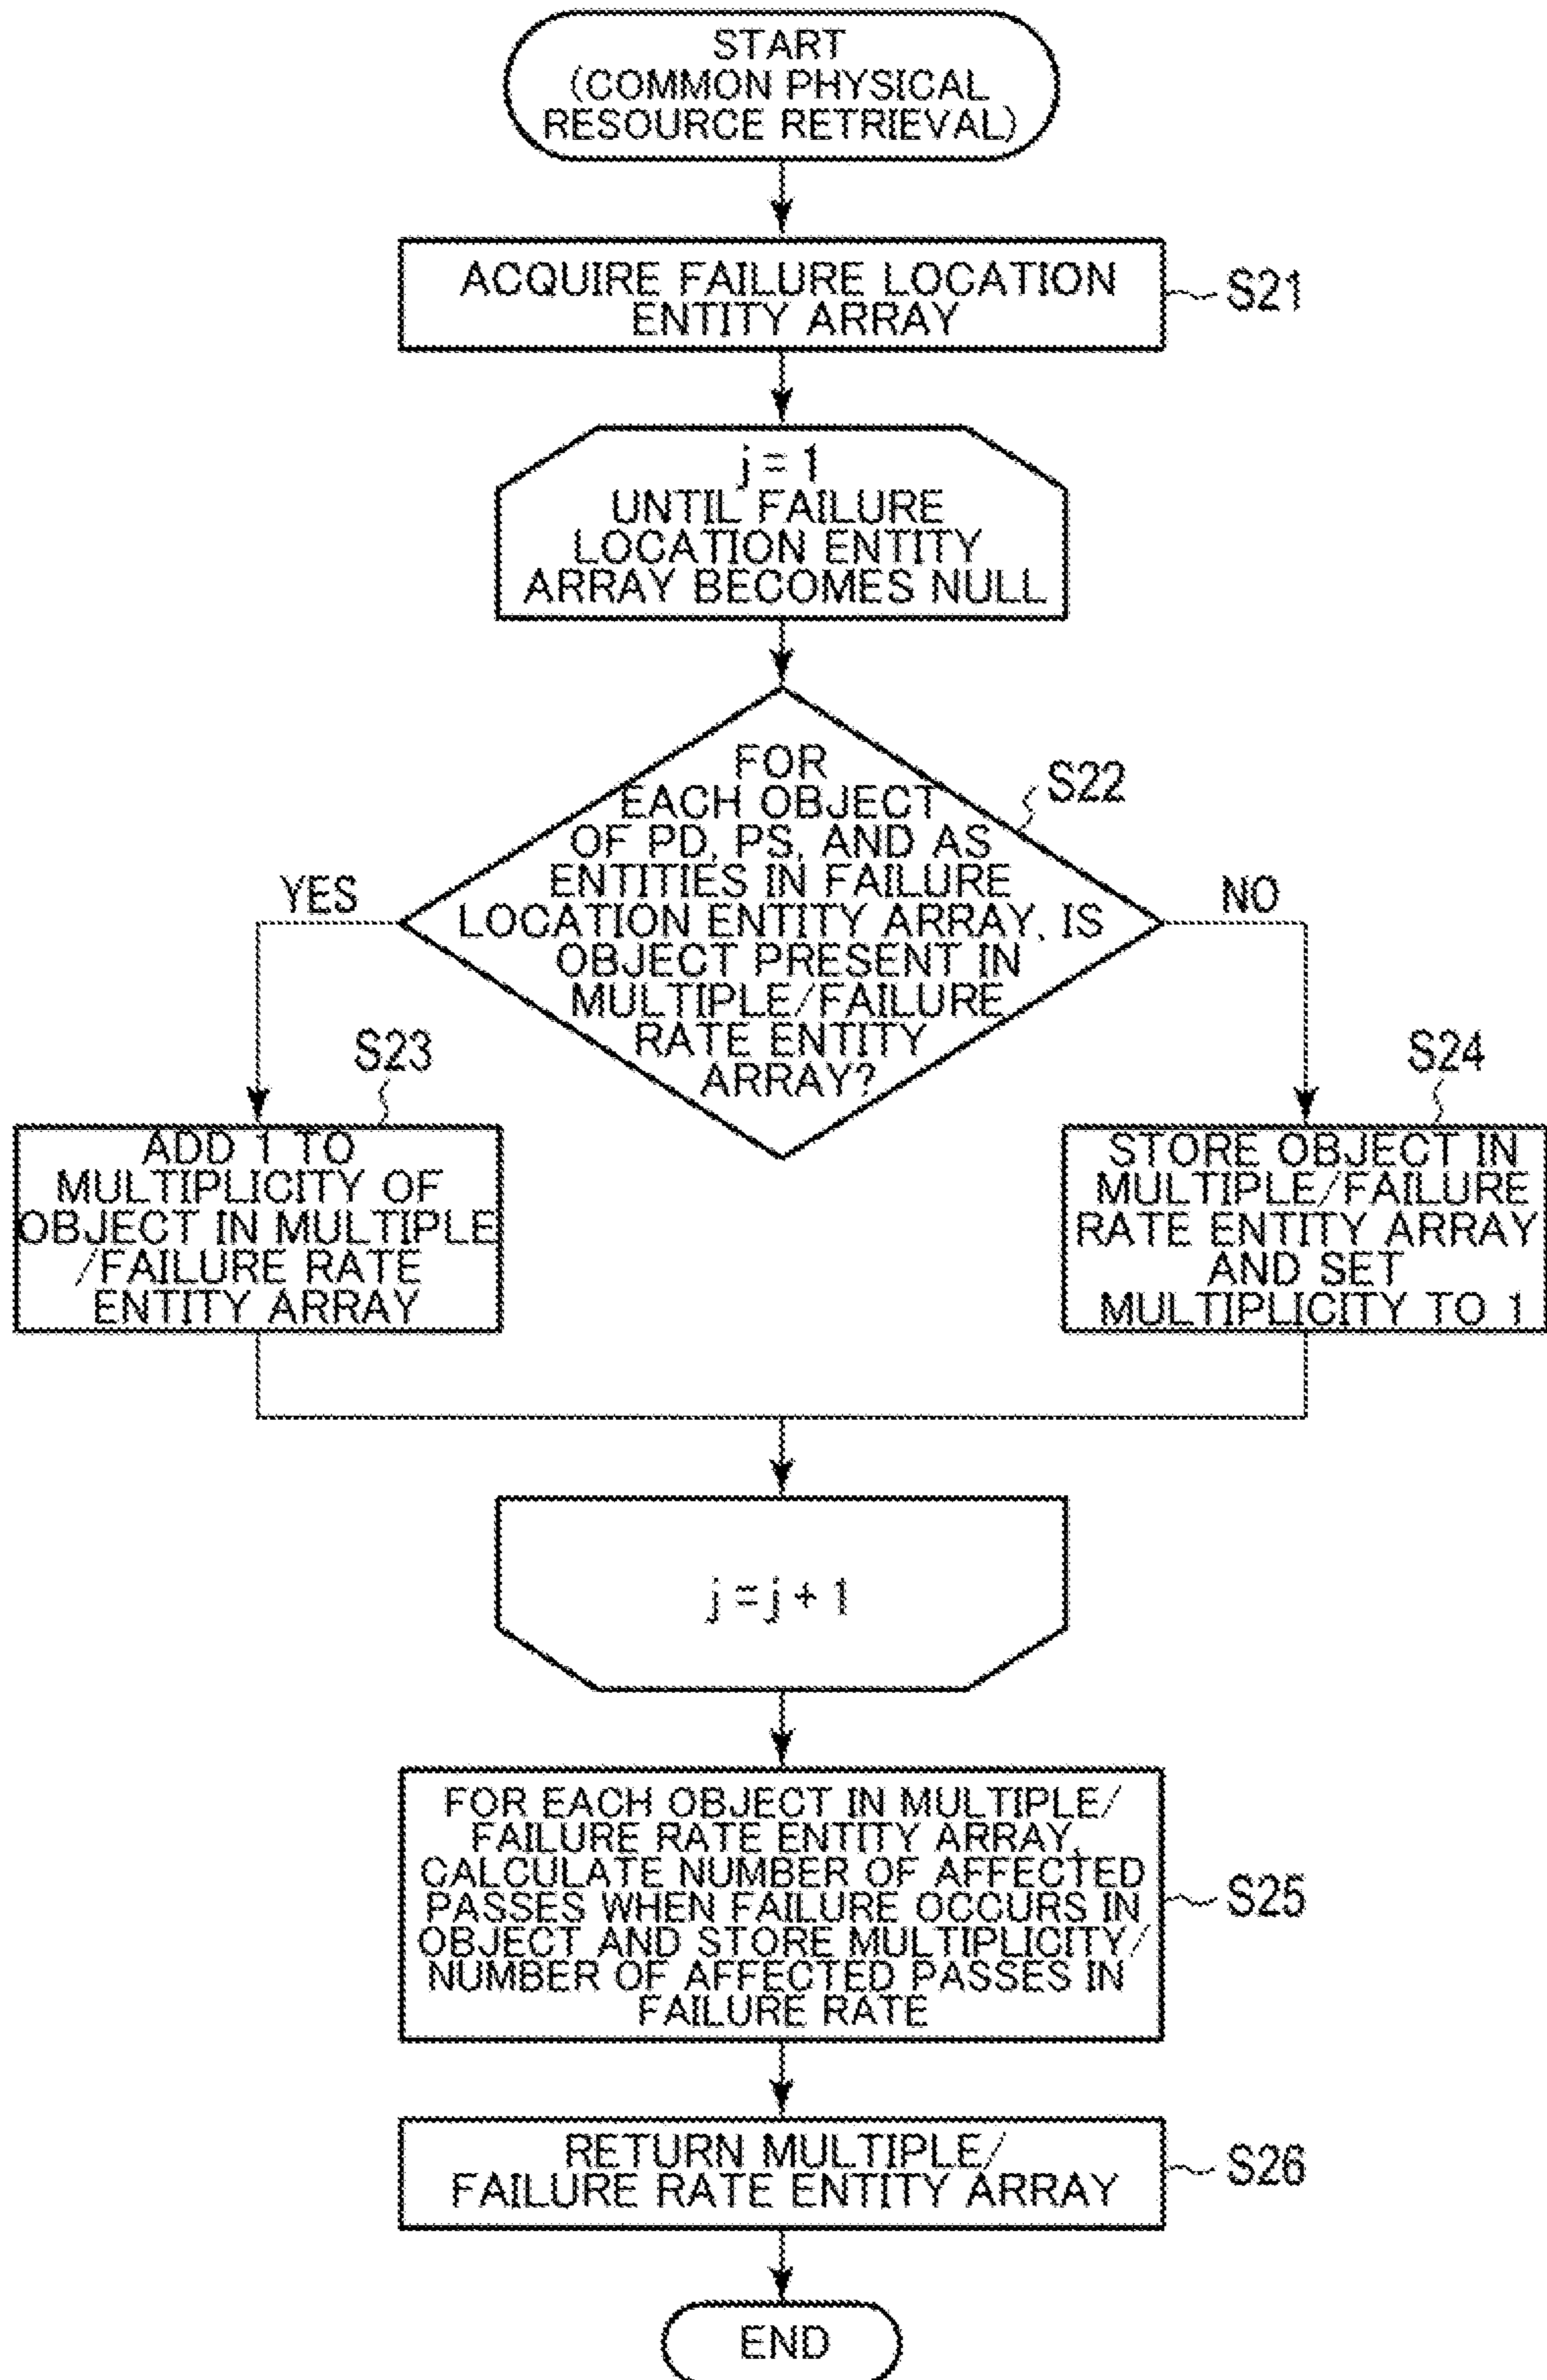 START
(COMMON PHYSICAL
RESOURCE RETRIEVAL)
ACQUIRE FAILURE LOCATION
ENTITY ARRAY
S21
j = 1
UNTIL FAILURE
LOCATION ENTITY
ARRAY BECOMES NULL
FOR
EACH OBJECT
OF PD, PS, AND AS
ENTITIES IN FAILURE
LOCATION ENTITY ARRAY, IS
OBJECT PRESENT IN
MULTIPLE/FAILURE
RATE ENTITY
ARRAY?
S22
YES
NO
S23
ADD 1 TO
MULTIPLICITY OF
OBJECT IN MULTIPLE
/FAILURE RATE
ENTITY ARRAY
S24
STORE OBJECT IN
MULTIPLE/FAILURE
RATE ENTITY ARRAY
AND SET
MULTIPLICITY TO 1
j = j + 1
FOR EACH OBJECT IN MULTIPLE/
FAILURE RATE ENTITY ARRAY,
CALCULATE NUMBER OF AFFECTED
PASSES WHEN FAILURE OCCURS IN
OBJECT AND STORE MULTIPLICITY/
NUMBER OF AFFECTED PASSES IN
FAILURE RATE
S25
RETURN MULTIPLE/
FAILURE RATE ENTITY ARRAY
S26
END